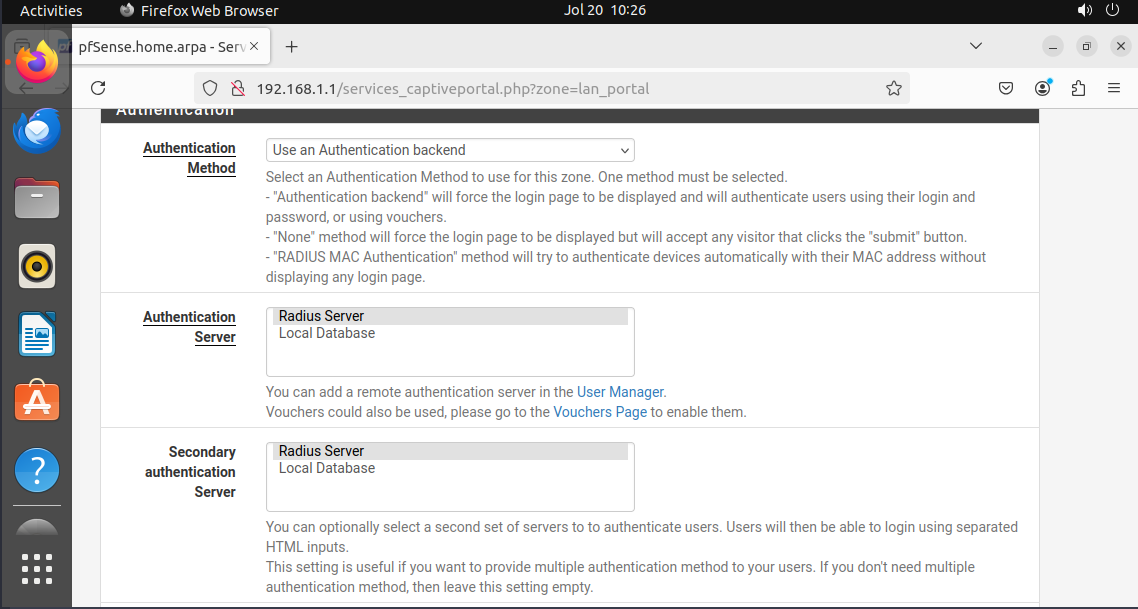 Activities
Firefox Web Browser
Jol 20 10:26
pfSense.home.arpa - Serv
192.168.1.1/services_captiveportal.php?zone=lan_portal
Authentication
Authentication
Method
Use an Authentication backend
Select an Authentication Method to use for this zone. One method must be selected.
- "Authentication backend" will force the login page to be displayed and will authenticate users using their login and
password, or using vouchers.
- "None" method will force the login page to be displayed but will accept any visitor that clicks the "submit" button.
- "RADIUS MAC Authentication" method will try to authenticate devices automatically with their MAC address without
displaying any login page.
Authentication
Server
Radius Server
Local Database
You can add a remote authentication server in the User Manager.
Vouchers could also be used, please go to the Vouchers Page to enable them.
Secondary
authentication
Server
Radius Server
Local Database
You can optionally select a second set of servers to to authenticate users. Users will then be able to login using separated
HTML inputs.
This setting is useful if you want to provide multiple authentication method to your users. If you don't need multiple
authentication method, then leave this setting empty.